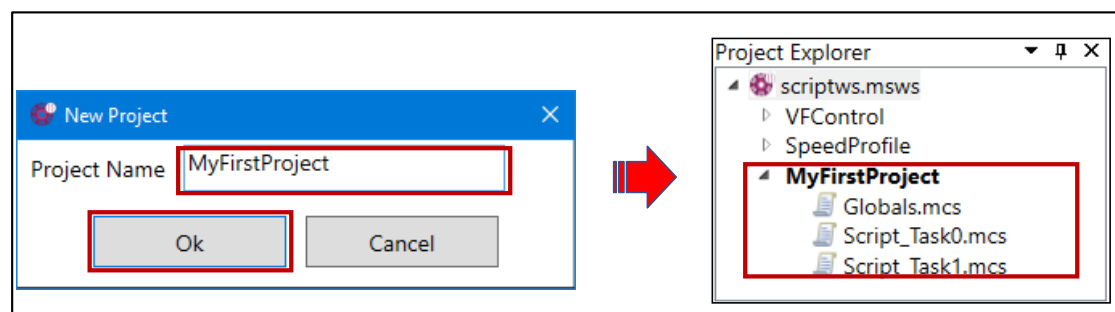 New Project
Project Name MyFirstProject
Ok Cancel
Project Explorer
scriptws.msws
VFControl
SpeedProfile
MyFirstProject
Globals.mcs
Script_Task0.mcs
Script_Task1.mcs